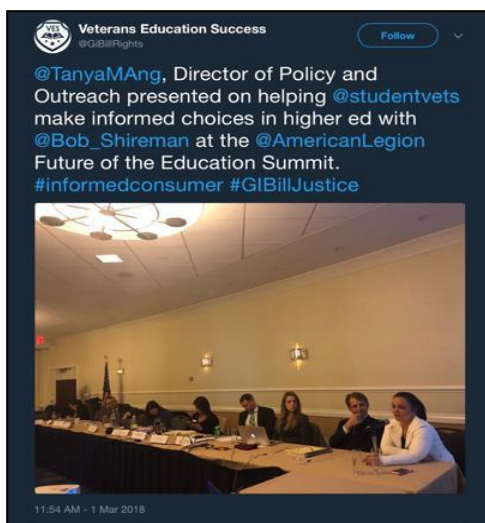 Veterans Education Success
@GIBillRights
Follow
@TanyaMAng, Director of Policy and
Outreach presented on helping @studentvets
make informed choices in higher ed with
@Bob_Shireman at the @AmericanLegion
Future of the Education Summit.
#informedconsumer #GIBillJustice
11:54 AM - 1 Mar 2018